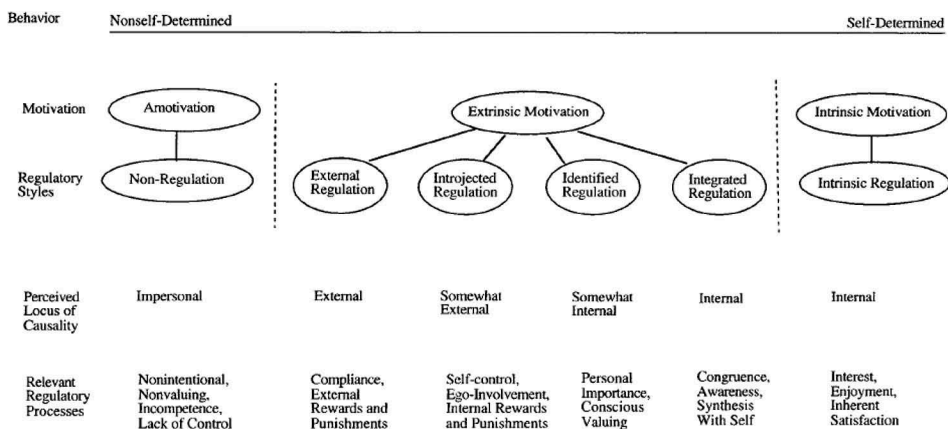 Behavior Nonself-Determined Self-Determined
Motivation Amotivation Extrinsic Motivation Intrinsic Motivation
Regulatory
Styles
Non-Regulation
External
Regulation
Introjected
Regulation
Identified
Regulation
Integrated
Regulation
Intrinsic Regulation
Perceived
Locus of
Causality
Impersonal
External
Somewhat
External
Somewhat
Internal
Internal
Internal
Relevant
Regulatory
Processes
Nonintentional,
Nonvaluing,
Incompetence,
Lack of Control
Compliance,
External
Rewards and
Punishments
Self-control,
Ego-Involvement,
Internal Rewards
and Punishments
Personal
Importance,
Conscious
Valuing
Congruence,
Awareness,
Synthesis
With Self
Interest,
Enjoyment,
Inherent
Satisfaction